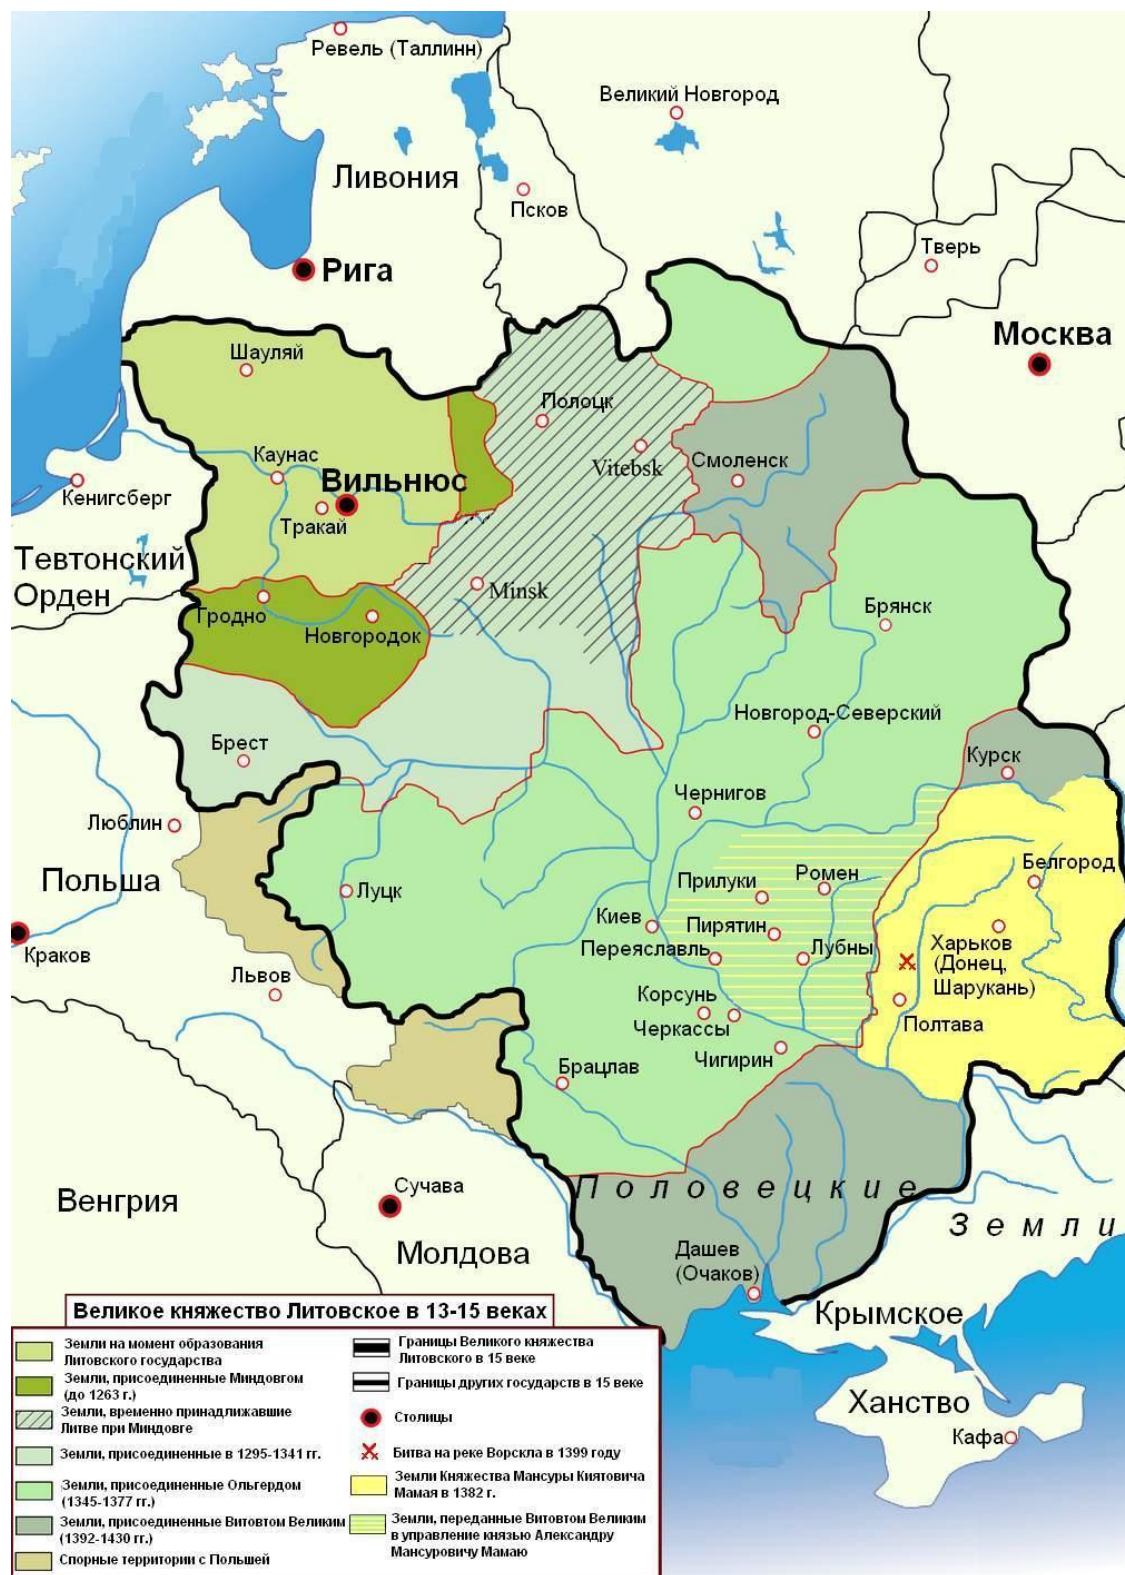 Ревель (Таллинн)
Великий Новгород
Ливония
Псков
Тверь
Рига
Москва
Шауляй
Полоцк
Каунас
Vitebsk
Смоленск
Вильнюс
Кенигсберг
Тракай
Тевтонский
Орден
Minsk
Гродно
Новгородок
Брянск
Новгород-Северский
Брест
Курск
Чернигов
Люблин
Польша
Луцк
Прилуки
Ромен
Белгород
Киев
Пирятин
Переяславль
Лубны
Харьков
(Донец,
Шарукань)
Краков
Львов
Корсунь
Черкассы
Полтава
Чигирин
Брацлав
Сучава
Венгрия
Половецкие
Земли
Молдова
Дашев
(Очаков)
Крымское
Ханство
Кафа
Великое княжество Литовское в 13-15 веках
Земли на момент образования
Литовского государства
Земли, присоединенные Миндовгом
(до 1263 г.)
Земли, временно принадлижавшие
Литве при Миндовге
Земли, присоединенные в 1295-1341 гг.
Земли, присоединенные Ольгердом
(1345-1377 гг.)
Земли, присоединенные Витовтом Великим
(1392-1430 гг.)
Спорные территории с Польшей
Границы Великого княжества
Литовского в 15 веке
Границы других государств в 15 веке
Столицы
Битва на реке Ворскла в 1399 году
Земли Княжества Мансуры Киятовича
Мамая в 1382 г.
Земли, переданные Витовтом Великим
в управление князью Александру
Мансуровичу Мамаю